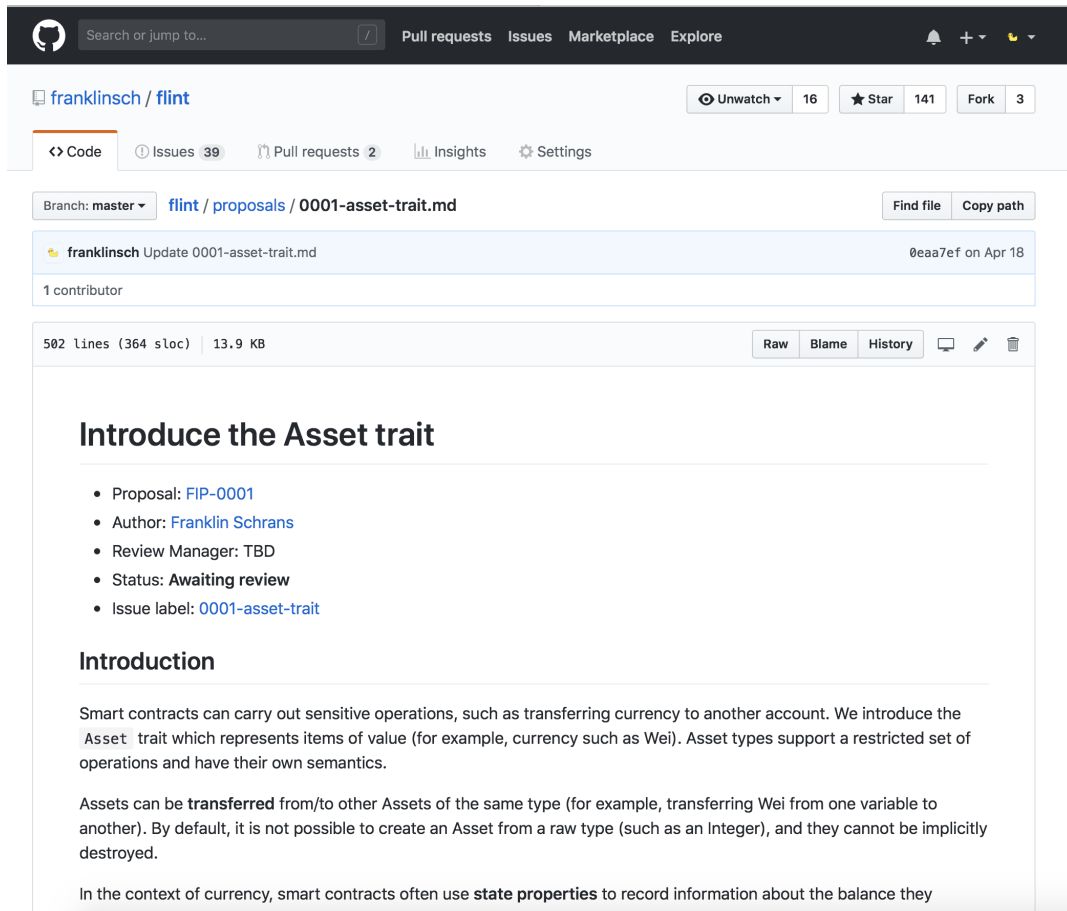 Search or jump to... /
Pull requests Issues Marketplace Explore
franklinsch / flint
Unwatch 16 Star 141 Fork 3
<> Code Issues 39 Pull requests 2 Insights Settings
Branch: master flint / proposals / 0001-asset-trait.md Find file Copy path
franklinsch Update 0001-asset-trait.md 0eaa7ef on Apr 18
1 contributor
502 lines (364 sloc) 13.9 KB Raw Blame History
Introduce the Asset trait
• Proposal: FIP-0001
• Author: Franklin Schrans
• Review Manager: TBD
• Status: Awaiting review
• Issue label: 0001-asset-trait
Introduction
Smart contracts can carry out sensitive operations, such as transferring currency to another account. We introduce the
Asset trait which represents items of value (for example, currency such as Wei). Asset types support a restricted set of
operations and have their own semantics.
Assets can be transferred from/to other Assets of the same type (for example, transferring Wei from one variable to
another). By default, it is not possible to create an Asset from a raw type (such as an Integer), and they cannot be implicitly
destroyed.
In the context of currency, smart contracts often use state properties to record information about the balance they